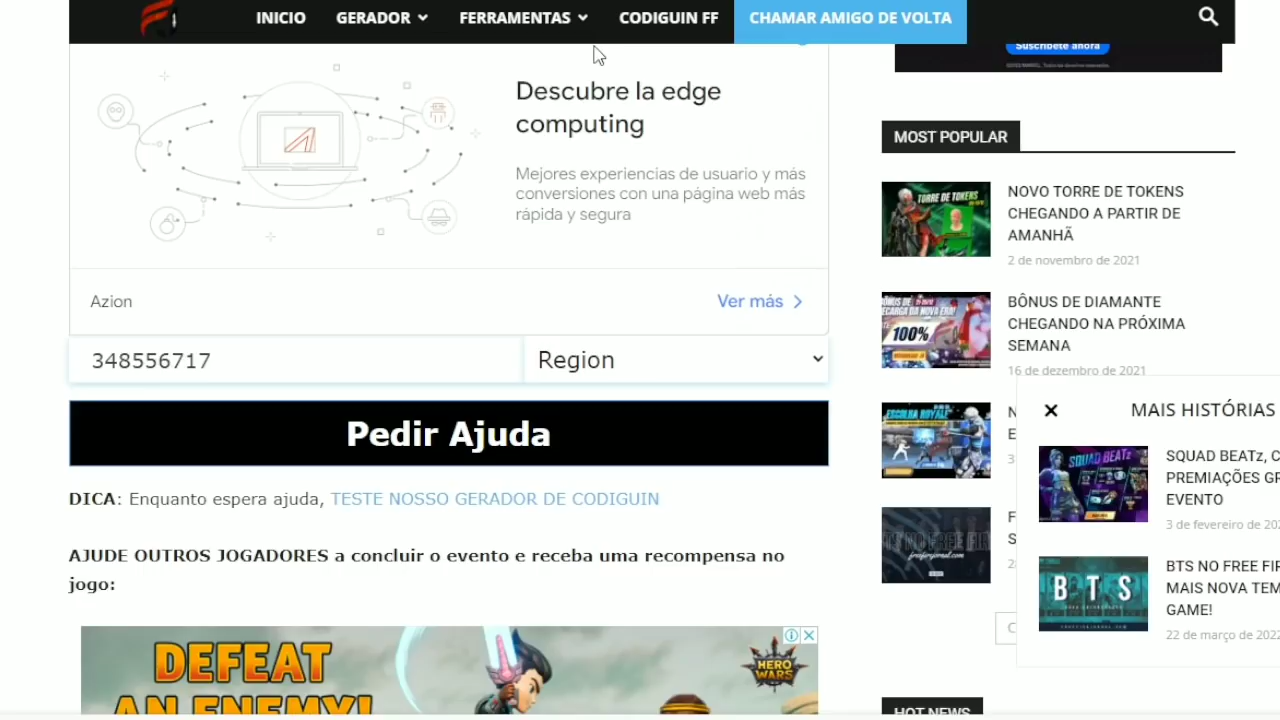 INICIO GERADOR FERRAMENTAS CODIGUIN FF CHAMAR AMIGO DE VOLTA
Suscríbete ahora
Descubre la edge
computing
Mejores experiencias de usuario y más
conversiones con una página web más
rápida y segura
Azion
Ver más
348556717
Region
Pedir Ajuda
DICA: Enquanto espera ajuda, TESTE NOSSO GERADOR DE CODIGUIN
AJUDE OUTROS JOGADORES a concluir o evento e receba uma recompensa no
jogo:
DEFEAT
AN ENEMY!
HERO
WARS
MOST POPULAR
TORRE DE TOKENS
NOVO TORRE DE TOKENS
CHEGANDO A PARTIR DE
AMANHÃ
2 de novembro de 2021
100%
BÔNUS DE DIAMANTE
CHEGANDO NA PRÓXIMA
SEMANA
16 de dezembro de 2021
ESCOLHA ROYALE
MAIS HISTÓRIAS
SQUAD BEATz
SQUAD BEATz, C
PREMIAÇÕES GR
EVENTO
3 de fevereiro de 202
BTS
BTS NO FREE FIR
MAIS NOVA TEM
GAME!
22 de março de 2022
HOT NEWS